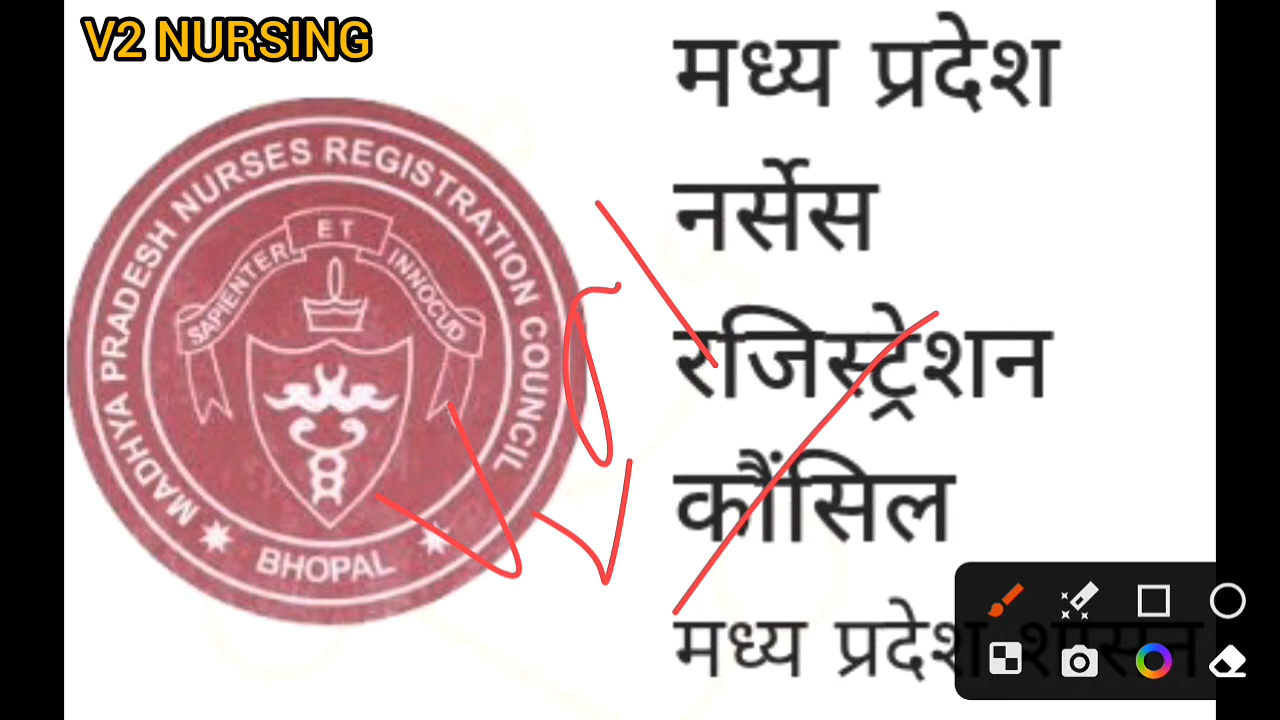 V2 NURSING
MADHYA PRADESH NURSES REGISTRATION COUNCIL
BHOPAL
SAPIENTER ET INNOCUD
मध्य प्रदेश
नर्सेस
रजिस्ट्रेशन
कौंसिल
मध्य प्रदेश शासन